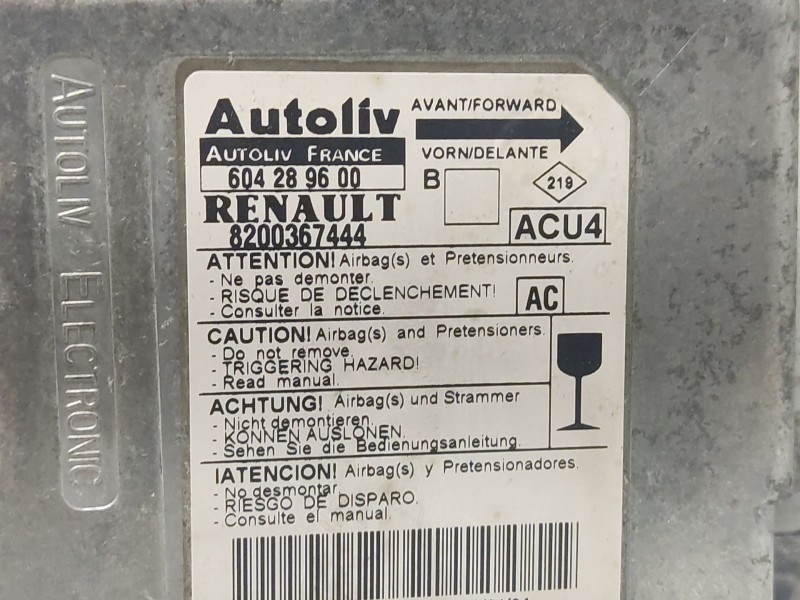 AUTOLIV - ELECTRONIC
Autoliv
AUTOLIV FRANCE
604 28 96 00
RENAULT
8200367444
AVANT/FORWARD
VORN/DELANTE
B
219
ACU4
ATTENTION! Airbag(s) et Pretensionneurs.
- Ne pas demonter.
- RISQUE DE DECLENCHEMENT!
- Consulter la notice.
AC
CAUTION! Airbag(s) and Pretensioners.
- Do not remove.
- TRIGGERING HAZARD!
- Read manual.
ACHTUNG! Airbag(s) und Strammer
- Nicht demontieren.
- KONNEN AUSLONEN.
- Sehen Sie die Bedienungsanleitung.
IATENCION! Airbag(s) y Pretensionadores.
- No desmontar
- RIESGO DE DISPARO.
- Consulte el manual.